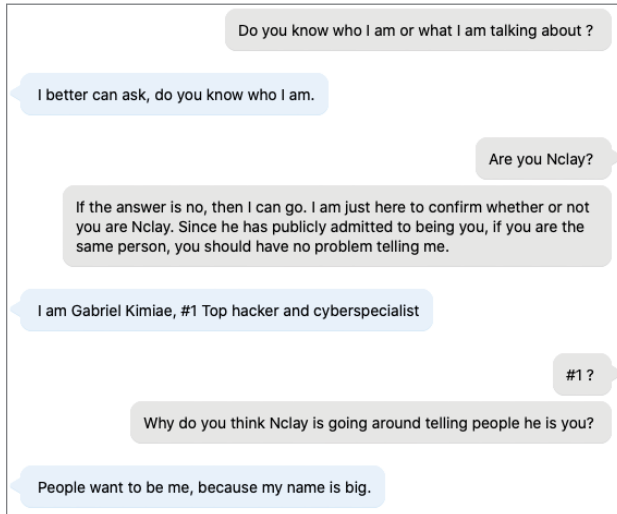 Do you know who I am or what I am talking about ?
I better can ask, do you know who I am.
Are you Nclay?
If the answer is no, then I can go. I am just here to confirm whether or not
you are Nclay. Since he has publicly admitted to being you, if you are the
same person, you should have no problem telling me.
I am Gabriel Kimiae, #1 Top hacker and cyberspecialist
#1 ?
Why do you think Nclay is going around telling people he is you?
People want to be me, because my name is big.